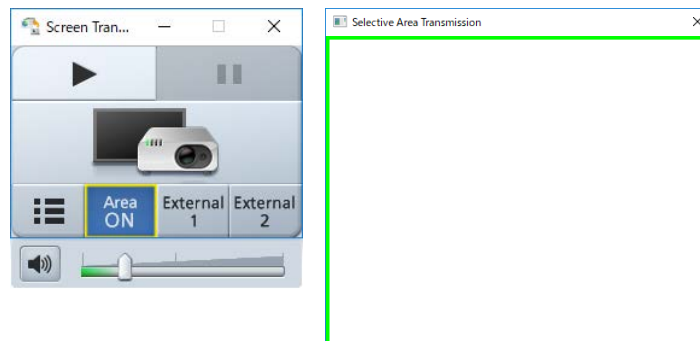 Screen Tran...
Area
ON
External
1
External
2
Selective Area Transmission